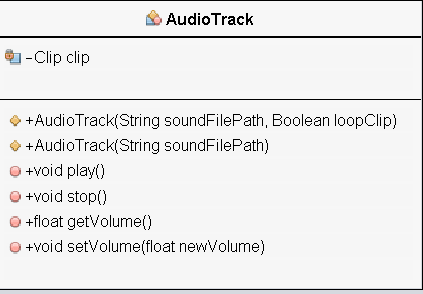 AudioTrack
-Clip clip
+AudioTrack(String soundFilePath, Boolean loopClip)
+AudioTrack(String soundFilePath)
+void play()
+void stop()
+float getVolume()
+void setVolume(float newVolume)